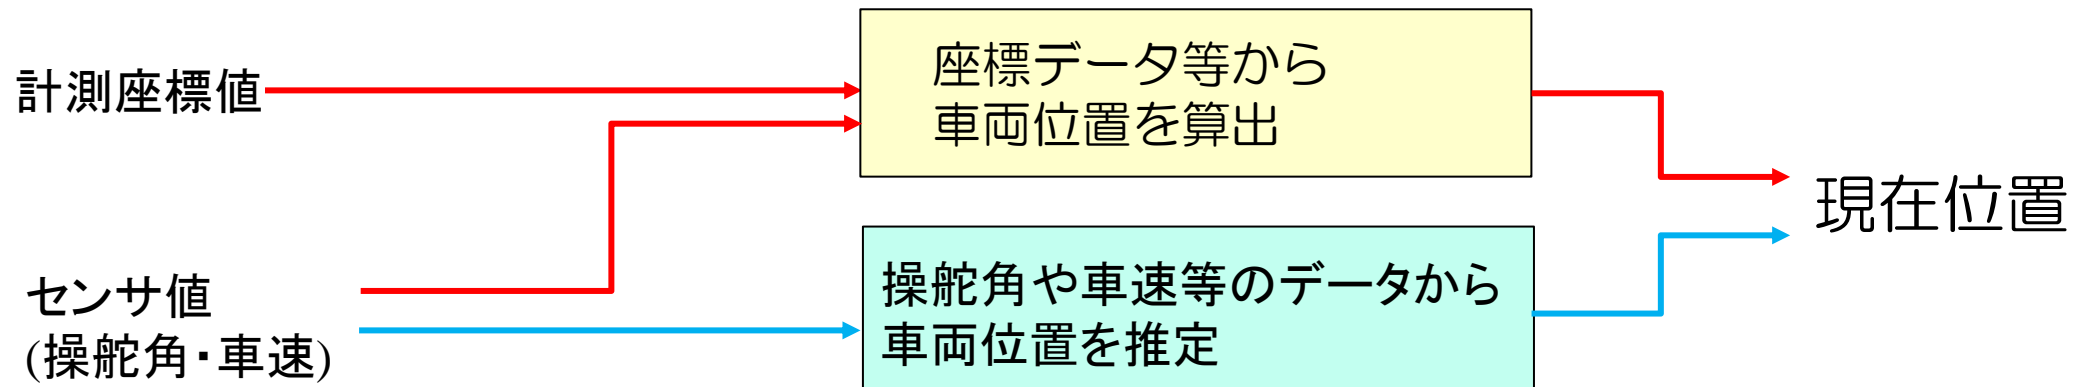 計測座標値
座標データ等から
車両位置を算出
現在位置
センサ値
(操舵角・車速)
操舵角や車速等のデータから
車両位置を推定